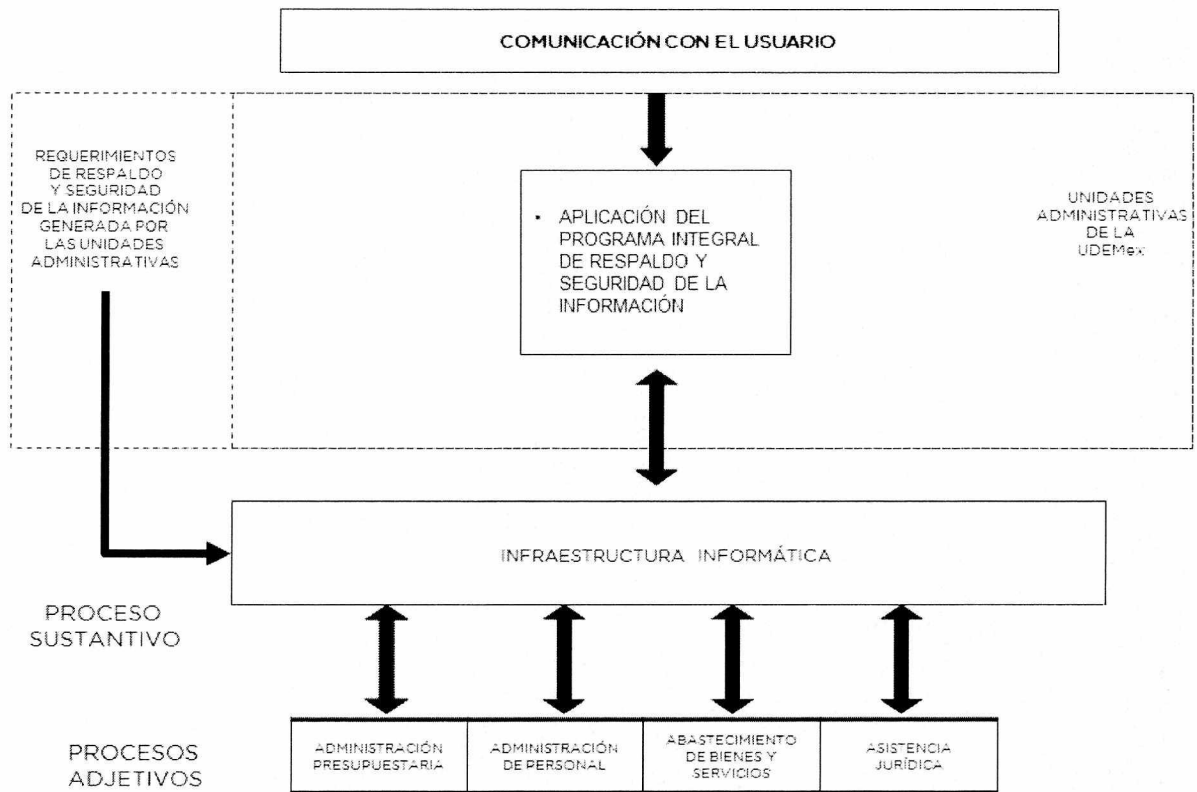 COMUNICACIÓN CON EL USUARIO
REQUERIMIENTOS
DE RESPALDO
Y SEGURIDAD
DE LA INFORMACIÓN
GENERADA POR
LAS UNIDADES
ADMINISTRATIVAS
• APLICACIÓN DEL
PROGRAMA INTEGRAL
DE RESPALDO Y
SEGURIDAD DE LA
INFORMACIÓN
UNIDADES
ADMINISTRATIVAS
DE LA
UDEMex
INFRAESTRUCTURA INFORMÁTICA
PROCESO
SUSTANTIVO
PROCESOS
ADJETIVOS
ADMINISTRACIÓN
PRESUPUESTARIA
ADMINISTRACIÓN
DE PERSONAL
ABASTECIMIENTO
DE BIENES Y
SERVICIOS
ASISTENCIA
JURÍDICA